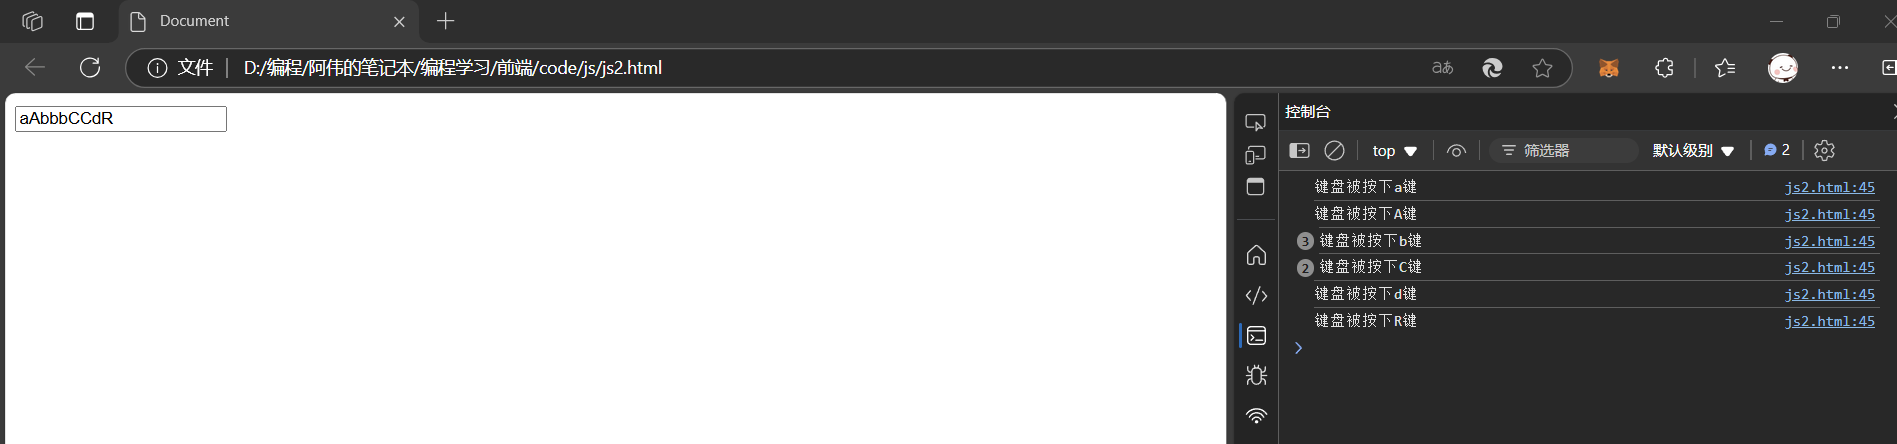 Document
文件
D:/编程/阿伟的笔记本/编程学习/前端/code/js/js2.html
aあ
aAbbbCCdR
控制台
top
筛选器
默认级别
2
键盘被按下a键 js2.html:45
键盘被按下A键 js2.html:45
3 键盘被按下b键 js2.html:45
2 键盘被按下C键 js2.html:45
键盘被按下d键 js2.html:45
键盘被按下R键 js2.html:45